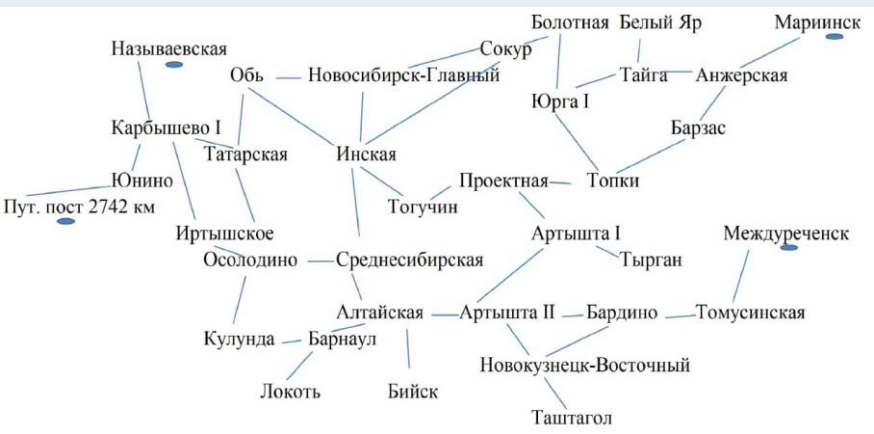 Болотная Белый Яр Мариинск
Называевская Сокур
Обь Новосибирск-Главный Тайга Анжерская
Юрга I
Карбышево I Барзас
Татарская Инская
Юнино Проектная Топки
Пут. пост 2742 км Тогучин
Иртышское Артышта I Междуреченск
Осолодино Среднесибирская Тырган
Алтайская Артышта II Бардино Томусинская
Кулунда Барнаул
Новокузнецк-Восточный
Локоть Бийск
Таштагол